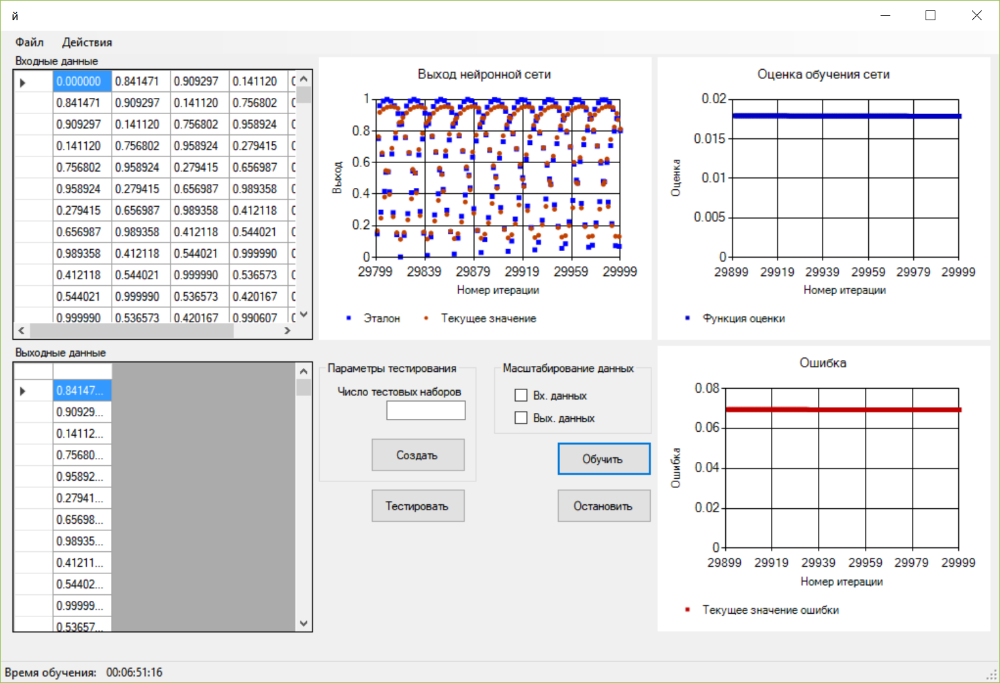 й
Файл Действия
Входные данные
0.000000 0.841471 0.909297 0.141120
0.841471 0.909297 0.141120 0.756802
0.909297 0.141120 0.756802 0.958924
0.141120 0.756802 0.958924 0.279415
0.756802 0.958924 0.279415 0.656987
0.958924 0.279415 0.656987 0.989358
0.279415 0.656987 0.989358 0.412118
0.656987 0.989358 0.412118 0.544021
0.989358 0.412118 0.544021 0.999990
0.412118 0.544021 0.999990 0.536573
0.544021 0.999990 0.536573 0.420167
0.999990 0.536573 0.420167 0.990607
Выход нейронной сети
1
0.8
0.6
0.4
0.2
0
Выход
29799 29839 29879 29919 29959 29999
Номер итерации
Эталон Текущее значение
Оценка обучения сети
0.02
0.015
0.01
0.005
0
Оценка
29899 29919 29939 29959 29979 29999
Номер итерации
Функция оценки
Выходные данные
0.84147...
0.90929...
0.14112...
0.75680...
0.95892...
0.27941...
0.65698...
0.98935...
0.41211...
0.54402...
0.99999...
0.53657...
Параметры тестирования
Число тестовых наборов
Создать
Тестировать
Масштабирование данных
Вх. данных
Вых. данных
Обучить
Остановить
Ошибка
0.08
0.06
0.04
0.02
0
Ошибка
29899 29919 29939 29959 29979 29999
Номер итерации
Текущее значение ошибки
Время обучения: 00:06:51:16